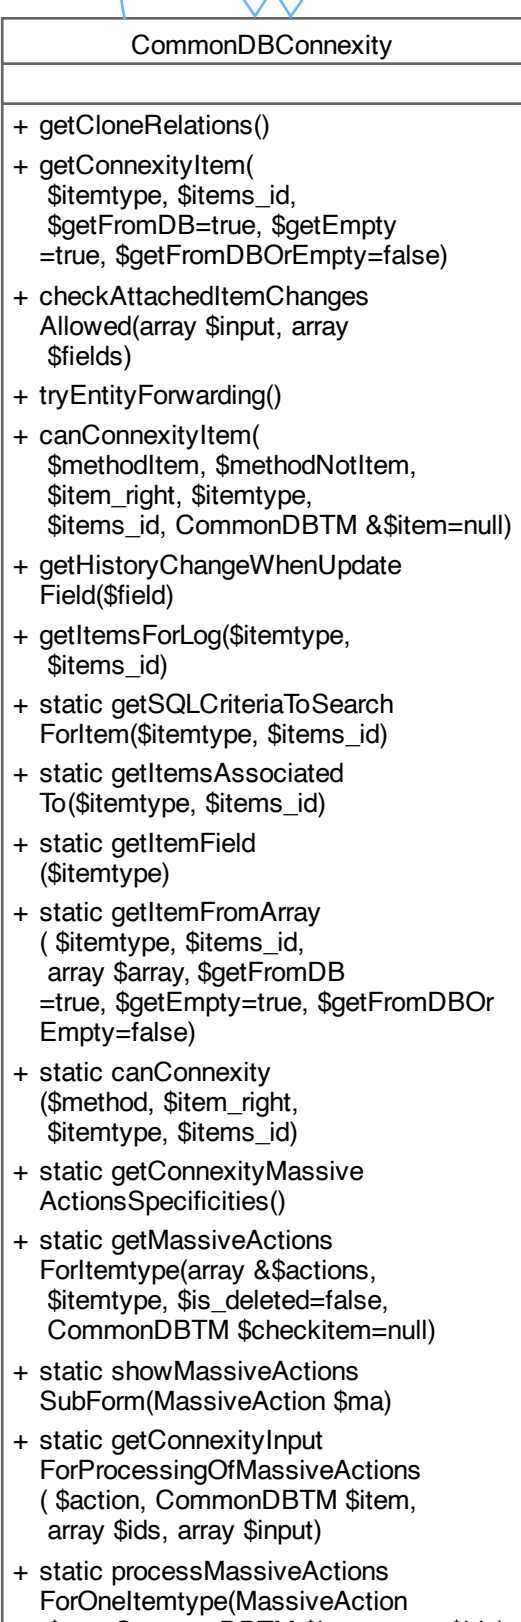 CommonDBConnexity
+ getCloneRelations()
+ getConnexityItem(
$itemtype, $items_id,
$getFromDB=true, $getEmpty
=true, $getFromDBOrEmpty=false)
+ checkAttachedItemChanges
Allowed(array $input, array
$fields)
+ tryEntityForwarding()
+ canConnexityItem(
$methodItem, $methodNotItem,
$item_right, $itemtype,
$items_id, CommonDBTM &$item=null)
+ getHistoryChangeWhenUpdate
Field($field)
+ getItemsForLog($itemtype,
$items_id)
+ static getSQLCriteriaToSearch
ForItem($itemtype, $items_id)
+ static getItemsAssociated
To($itemtype, $items_id)
+ static getItemField
($itemtype)
+ static getItemFromArray
( $itemtype, $items_id,
array $array, $getFromDB
=true, $getEmpty=true, $getFromDBOr
Empty=false)
+ static canConnexity
($method, $item_right,
$itemtype, $items_id)
+ static getConnexityMassive
ActionsSpecificities()
+ static getMassiveActions
ForItemtype(array &$actions,
$itemtype, $is_deleted=false,
CommonDBTM $checkitem=null)
+ static showMassiveActions
SubForm(MassiveAction $ma)
+ static getConnexityInput
ForProcessingOfMassiveActions
( $action, CommonDBTM $item,
array $ids, array $input)
+ static processMassiveActions
ForOneItemtype(MassiveAction